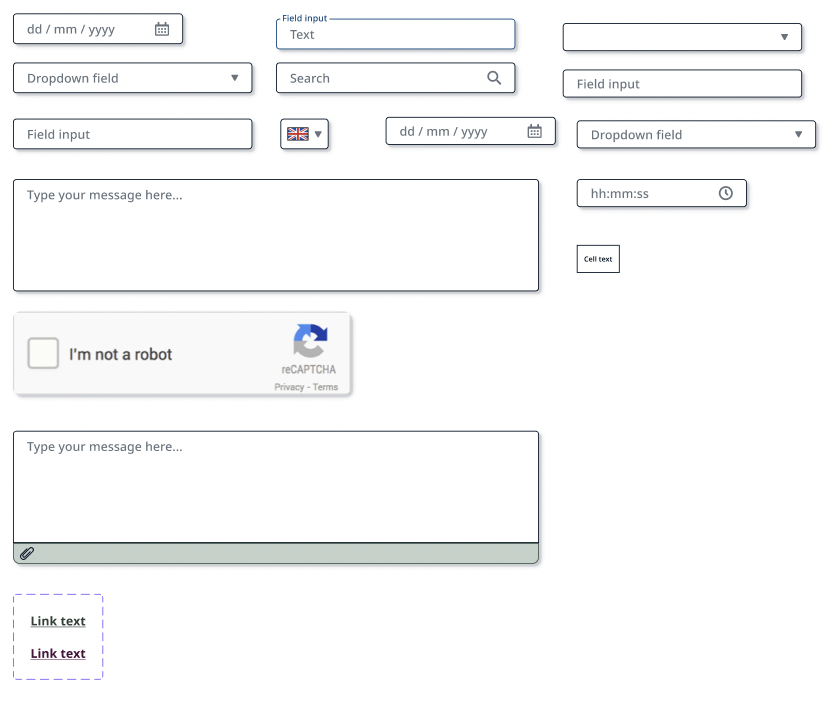 dd / mm / yyyy
Field input
Text
Dropdown field
Search
Field input
Field input
dd / mm / yyyy
Dropdown field
Type your message here...
hh:mm:ss
Cell text
I'm not a robot
reCAPTCHA
Privacy - Terms
Type your message here...
Link text
Link text